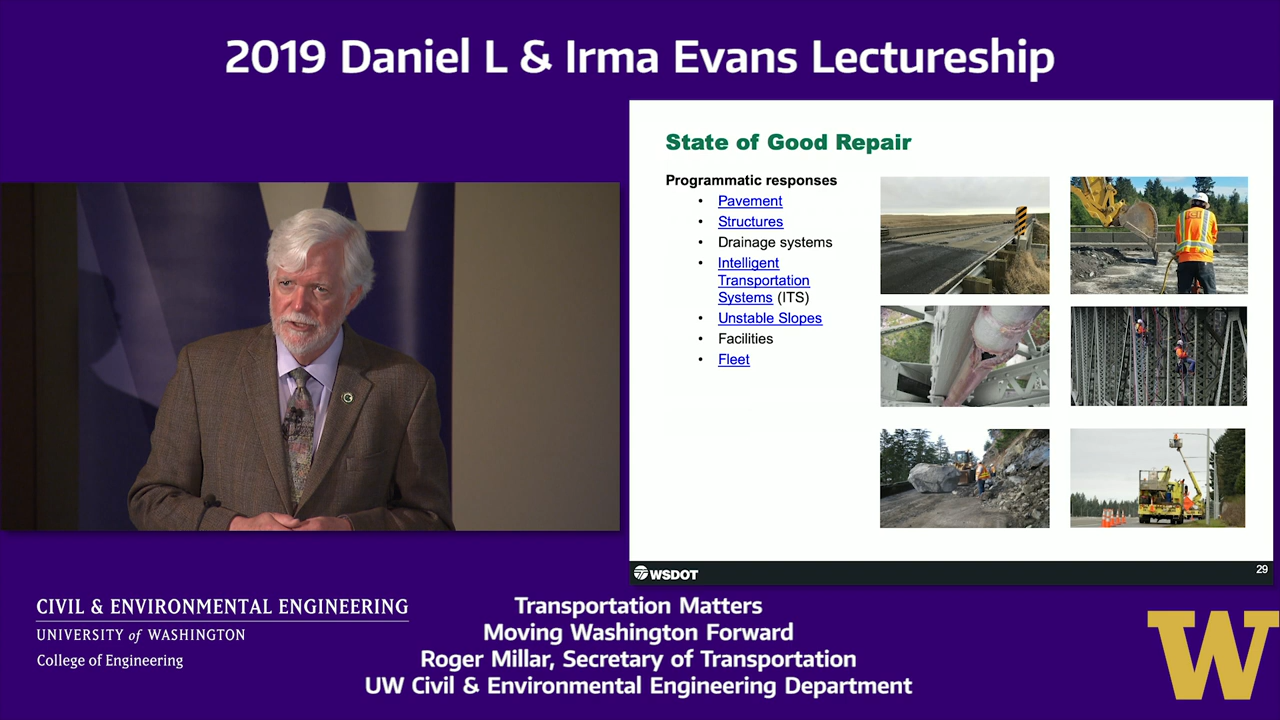 2019 Daniel L & Irma Evans Lectureship
State of Good Repair
Programmatic responses
• Pavement
• Structures
• Drainage systems
• Intelligent
Transportation
Systems (ITS)
• Unstable Slopes
• Facilities
• Fleet
WSDOT
29
CIVIL & ENVIRONMENTAL ENGINEERING
UNIVERSITY of WASHINGTON
College of Engineering
Transportation Matters
Moving Washington Forward
Roger Millar, Secretary of Transportation
UW Civil & Environmental Engineering Department
W